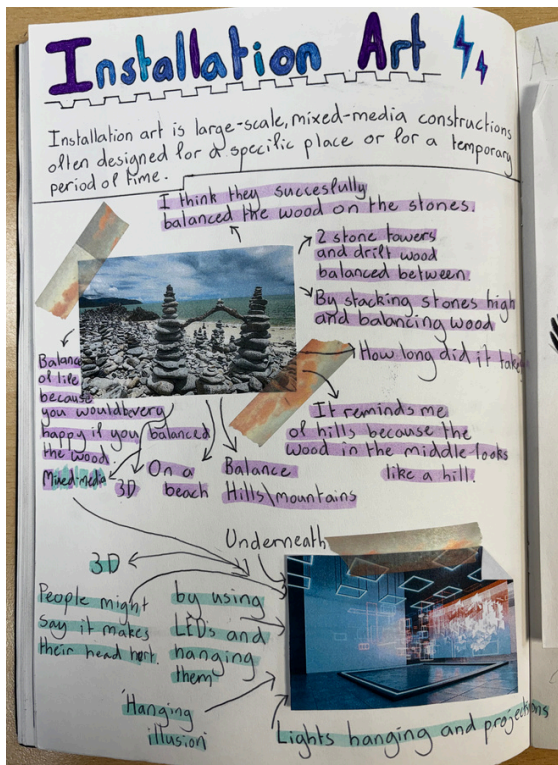 Installation Art
Installation art is large-scale, mixed-media constructions
often designed for a specific place or for a temporary
period of time.
I think they succesfully
balanced the wood on the stones.
2 stone towers
and drift wood
balanced between
By stacking stones high
and balancing wood
How long did it take
It reminds me
of hills because the
wood in the middle looks
like a hill.
Balance
of life
because
you would be very
happy if you balanced
the wood
Mixed-media
3D
On a
beach
Balance
Hills\mountains
Underneath
3D
People might
say it makes
their head hurt.
by using
LEDs and
hanging
them
'Hanging
illusion'
Lights hanging and projections
A